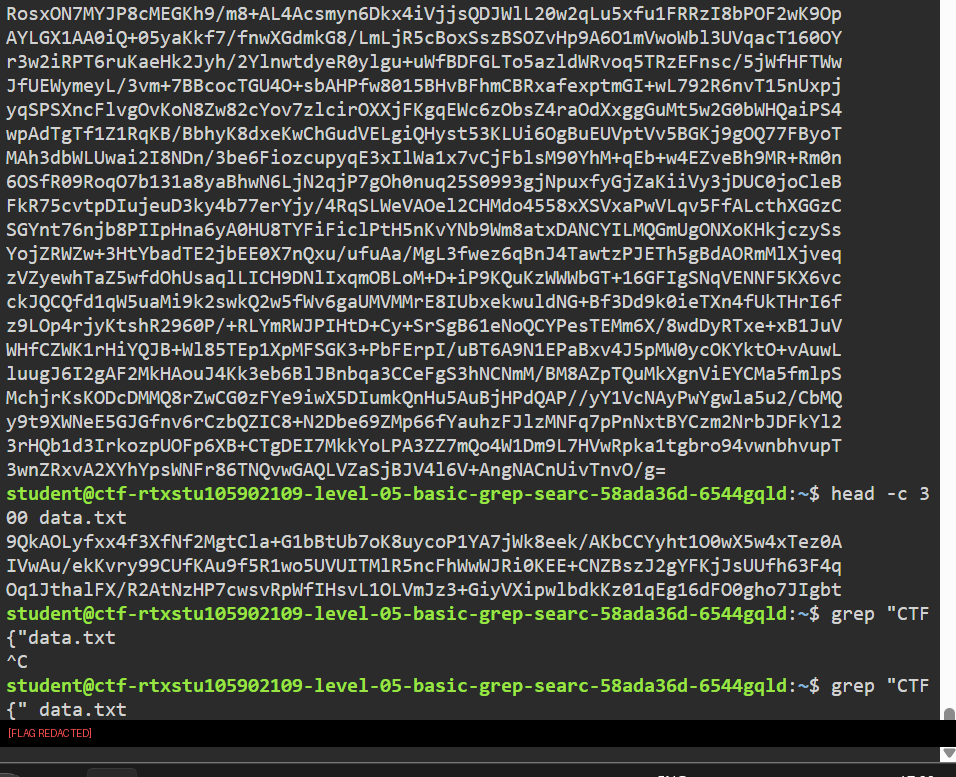 RosxON7MYJP8cMEGKh9/m8+AL4Acsmyn6Dkx4iVjjsQDJWlL20w2qLu5xfu1FRRzI8bPOF2wK9Op
AYLGX1AA0iQ+05yaKkf7/fnwXGdmkG8/LmLjR5cBoxSszBSOZvHp9A6O1mVwoWbl3UVqacT160OY
r3w2iRPT6ruKaeHk2Jyh/2YlnwtdyeR0ylgu+uWfBDFGLTo5azldWRvoq5TRzEFnsc/5jWfHFTWw
JfUEWymeyL/3vm+7BBcocTGU4O+sbAHPfw8015BHvBFhmCBRxafexptmGI+wL792R6nvT15nUxpj
yqSPSXncFlvgOvKoN8Zw82cYov7zlcirOXXjFKgqEWc6zObsZ4raOdXxggGuMt5w2G0bWHQaiPS4
wpAdTgTf1Z1RqKB/BbhyK8dxeKwChGudVELgiQHyst53KLUi6OgBuEUVptVv5BGKj9gOQ77FByoT
MAh3dbWLUwai2I8NDn/3be6FiozcupyqE3xIlWa1x7vCjFblsM90YhM+qEb+w4EZveBh9MR+Rm0n
6OSfR09RoqO7b131a8yaBhwN6LjN2qjP7gOh0nuq25S0993gjNpuxfyGjZaKiiVy3jDUC0joCleB
FkR75cvtpDIujeuD3ky4b77erYjy/4RqSLWeVAOel2CHMdo4558xXSVxaPwVLqv5FfALcthXGGzC
SGYnt76njb8PIIpHna6yA0HU8TYFiFiclPtH5nKvYNb9Wm8atxDANCYILMQGmUgONXoKHkjczySs
YojZRWZw+3HtYbadTE2jbEE0X7nQxu/ufuAa/MgL3fwez6qBnJ4TawtzPJETh5gBdAORmMlXjveq
zVZyewhTaZ5wfdOhUsaqlLICH9DNlIxqmOBLoM+D+iP9KQuKzWWWbGT+16GFIgSNqVENNF5KX6vc
ckJQCQfd1qW5uaMi9k2swkQ2w5fWv6gaUMVMMrE8IUbxekwuldNG+Bf3Dd9k0ieTXn4fUkTHrI6f
z9LOp4rjyKtshR2960P/+RLYmRWJPIHtD+Cy+SrSgB61eNoQCYPesTEMm6X/8wdDyRTxe+xB1JuV
WHfCZWK1rHiYQJB+Wl85TEp1XpMFSGK3+PbFErpI/uBT6A9N1EPaBxv4J5pMW0ycOKYktO+vAuwL
luugJ6I2gAF2MkHAouJ4Kk3eb6BlJBnbqa3CCeFgS3hNCNmM/BM8AZpTQuMkXgnViEYCMa5fmlpS
MchjrKsKODcDMMQ8rZwCG0zFYe9iwX5DIumkQnHu5AuBjHPdQAP//yY1VcNAyPwYgwla5u2/CbMQ
y9t9XWNeE5GJGfnv6rCzbQZIC8+N2Dbe69ZMp66fYauhzFJlzMNFq7pPnNxtBYCzm2NrbJDFkYl2
3rHQb1d3IrkozpUOFp6XB+CTgDEI7MkkYoLPA3ZZ7mQo4W1Dm9L7HVwRpka1tgbro94vwnbhvupT
3wnZRxvA2XYhYpsWNFr86TNQvwGAQLVZaSjBJV4l6V+AngNACnUivTnvO/g=
student@ctf-rtxstu105902109-level-05-basic-grep-searc-58ada36d-6544gqld:~$ head -c 3
00 data.txt
9QkAOLyfxx4f3XfNf2MgtCla+G1bBtUb7oK8uycoP1YA7jWk8eek/AKbCCYyht1O0wX5w4xTez0A
IVwAu/ekKvry99CUfKAu9f5R1wo5UVUITMlR5ncFhWwWJRi0KEE+CNZBszJ2gYFKjJsUUfh63F4q
Oq1JthalFX/R2AtNzHP7cwsvRpWfIHsvL1OLVmJz3+GiyVXipwlbdkKz01qEg16dFO0gho7JIgbt
student@ctf-rtxstu105902109-level-05-basic-grep-searc-58ada36d-6544gqld:~$ grep "CTF
{"data.txt
^C
student@ctf-rtxstu105902109-level-05-basic-grep-searc-58ada36d-6544gqld:~$ grep "CTF
{" data.txt
[FLAG REDACTED]